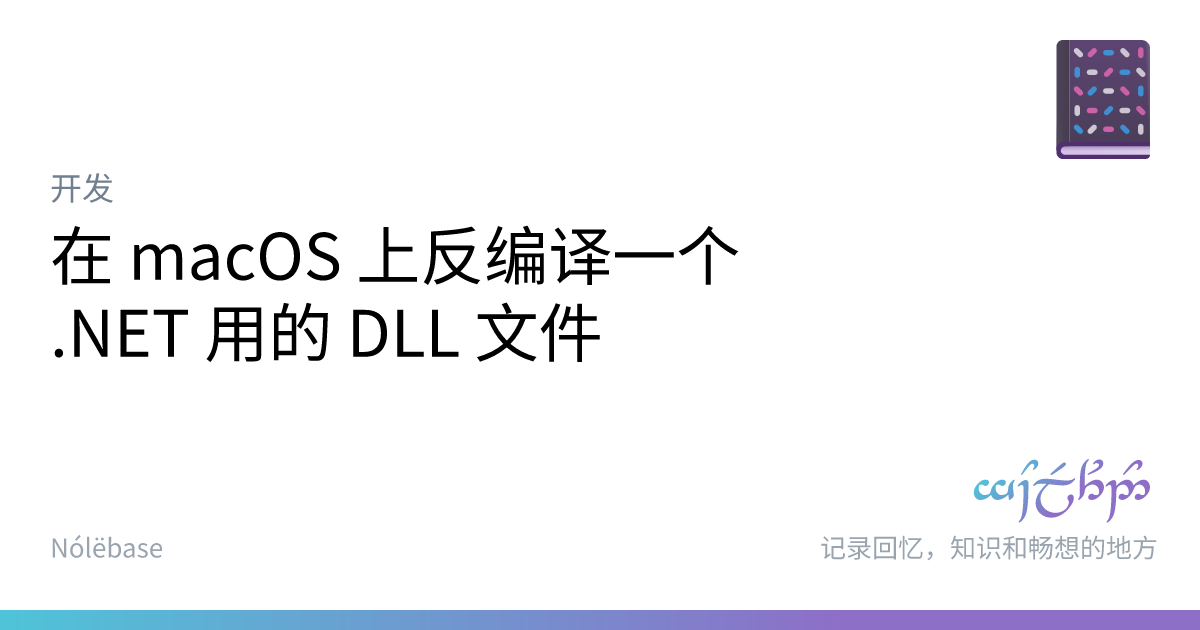 开发
在 macOS 上反编译一个
.NET 用的 DLL 文件
Nólëbase
记录回忆，知识和畅想的地方